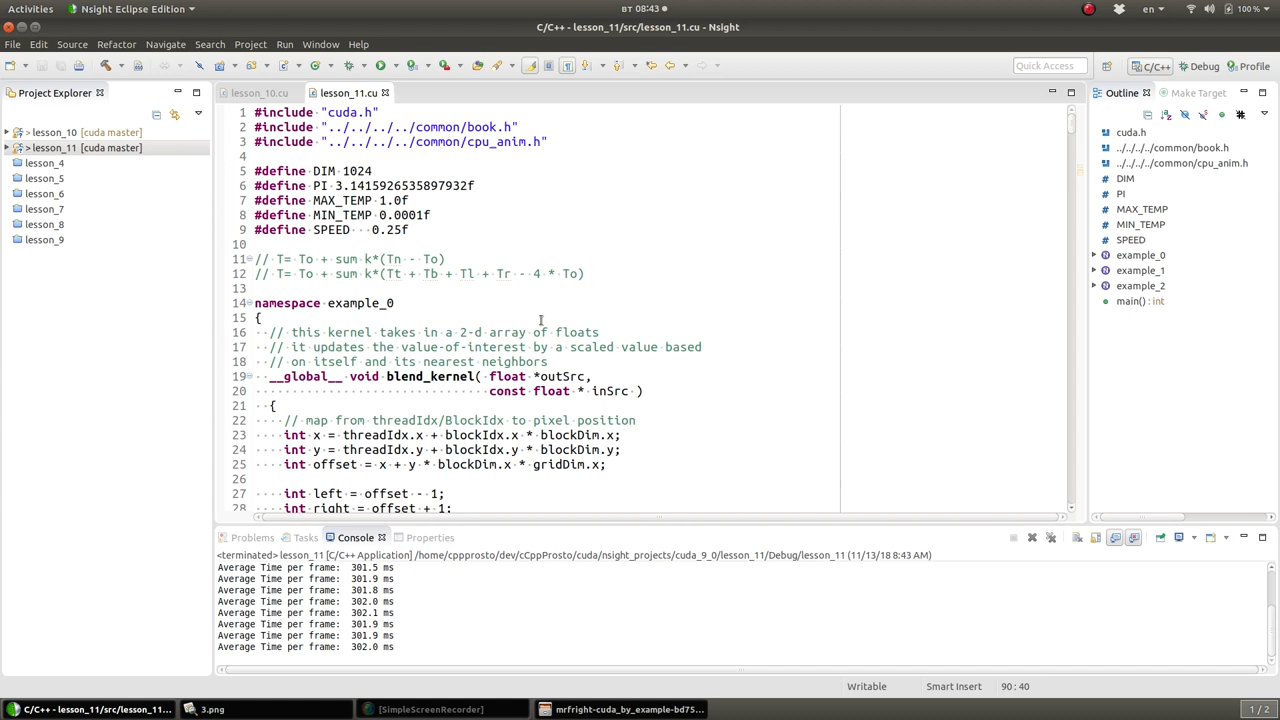 Activities
Nsight Eclipse Edition
вт 08:43
en
100 %
C/C++ - lesson_11/src/lesson_11.cu - Nsight
File Edit Source Refactor Navigate Search Project Run Window Help
Quick Access
C/C++
Debug
Profile
Project Explorer
> lesson_10 [cuda master]
> lesson_11 [cuda master]
lesson_4
lesson_5
lesson_6
lesson_7
lesson_8
lesson_9
lesson_10.cu
lesson_11.cu
1 #include "cuda.h"
2 #include "../../../../common/book.h"
3 #include "../../../../common/cpu_anim.h"
4
5 #define DIM 1024
6 #define PI 3.1415926535897932f
7 #define MAX_TEMP 1.0f
8 #define MIN_TEMP 0.0001f
9 #define SPEED   0.25f
10
11 // T= To + sum k*(Tn - To)
12 // T= To + sum k*(Tt + Tb + Tl + Tr - 4 * To)
13
14 namespace example_0
15 {
16   // this kernel takes in a 2-d array of floats
17   // it updates the value-of-interest by a scaled value based
18   // on itself and its nearest neighbors
19   __global__ void blend_kernel( float *outSrc,
20                                 const float * inSrc )
21   {
22     // map from threadIdx/BlockIdx to pixel position
23     int x = threadIdx.x + blockIdx.x * blockDim.x;
24     int y = threadIdx.y + blockIdx.y * blockDim.y;
25     int offset = x + y * blockDim.x * gridDim.x;
26
27     int left = offset - 1;
28     int right = offset + 1;
Outline
Make Target
cuda.h
../../../../common/book.h
../../../../common/cpu_anim.h
DIM
PI
MAX_TEMP
MIN_TEMP
SPEED
example_0
example_1
example_2
main() : int
Problems
Tasks
Console
Properties
<terminated> lesson_11 [C/C++ Application] /home/cppprosto/dev/cCppProsto/cuda/nsight_projects/cuda_9_0/lesson_11/Debug/lesson_11 (11/13/18 8:43 AM)
Average Time per frame:  301.5 ms
Average Time per frame:  301.9 ms
Average Time per frame:  301.8 ms
Average Time per frame:  302.0 ms
Average Time per frame:  302.1 ms
Average Time per frame:  301.9 ms
Average Time per frame:  301.9 ms
Average Time per frame:  302.0 ms
Writable
Smart Insert
90 : 40
C/C++ - lesson_11/src/lesson_11...
3.png
[SimpleScreenRecorder]
mrfright-cuda_by_example-bd75...
1 / 2